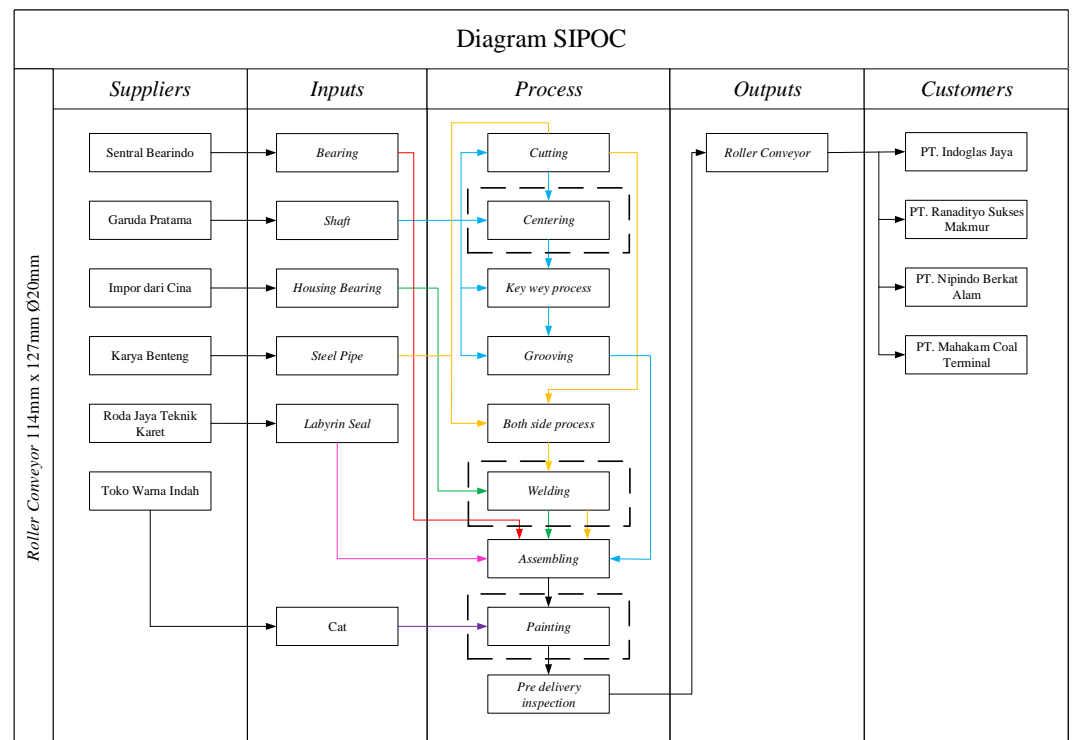 Diagram SIPOC
Roller Conveyor 114mm x 127mm Ø20mm
Suppliers
Inputs
Process
Outputs
Customers
Sentral Bearindo
Garuda Pratama
Impor dari Cina
Karya Benteng
Roda Jaya Teknik
Karet
Toko Warna Indah
Bearing
Shaft
Housing Bearing
Steel Pipe
Labyrin Seal
Cat
Cutting
Centering
Key wey process
Grooving
Both side process
Welding
Assembling
Painting
Pre delivery
inspection
Roller Conveyor
PT. Indoglas Jaya
PT. Ranadityo Sukses
Makmur
PT. Nipindo Berkat
Alam
PT. Mahakam Coal
Terminal